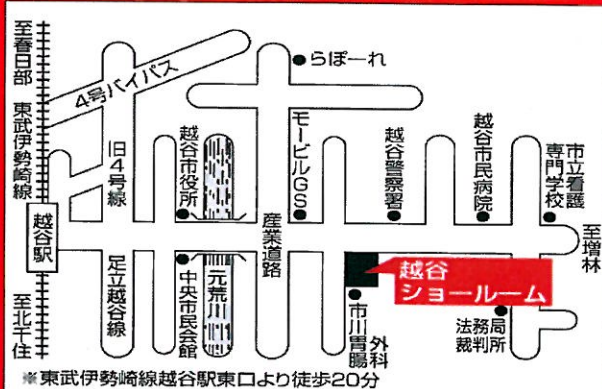 至春日部
東武伊勢崎線
越谷駅
至北千住
4号バイパス
旧4号線
足立越谷線
越谷市役所
中央市民会館
元荒川
産業道路
らぽーれ
モービルGS
越谷警察署
越谷市民病院
市立看護
専門学校
至増林
越谷
ショールーム
市川胃腸
外科
法務局
裁判所
※東武伊勢崎線越谷駅東口より徒歩20分